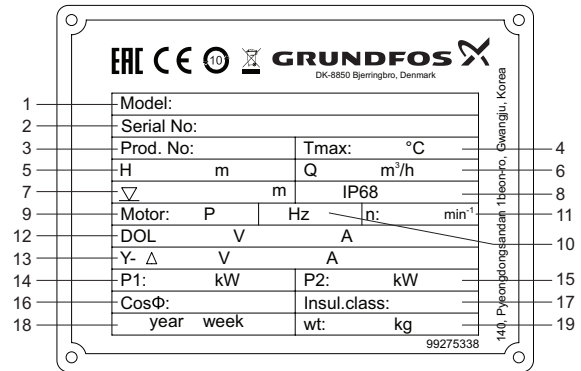 EAC CE 10 GRUNDFOS
DK-8850 Bjerringbro, Denmark
1 Model:
2 Serial No:
3 Prod. No: Tmax: °C 4
5 H m Q m³/h 6
7 m IP68 8
9 Motor: P Hz n: min⁻¹ 11
10
12 DOL V A
13 Y- Δ V A
14 P1: kW P2: kW 15
16 CosΦ: Insul.class: 17
18 year week wt: kg 19
99275338
140, Pyeongdongsandan 1beon-ro, Gwangju, Korea